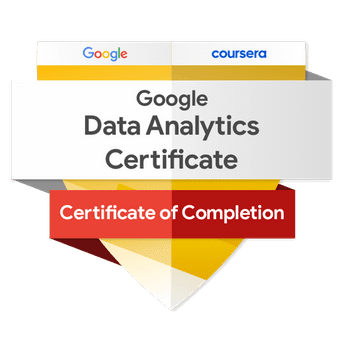 Google coursera
Google
Data Analytics
Certificate
Certificate of Completion